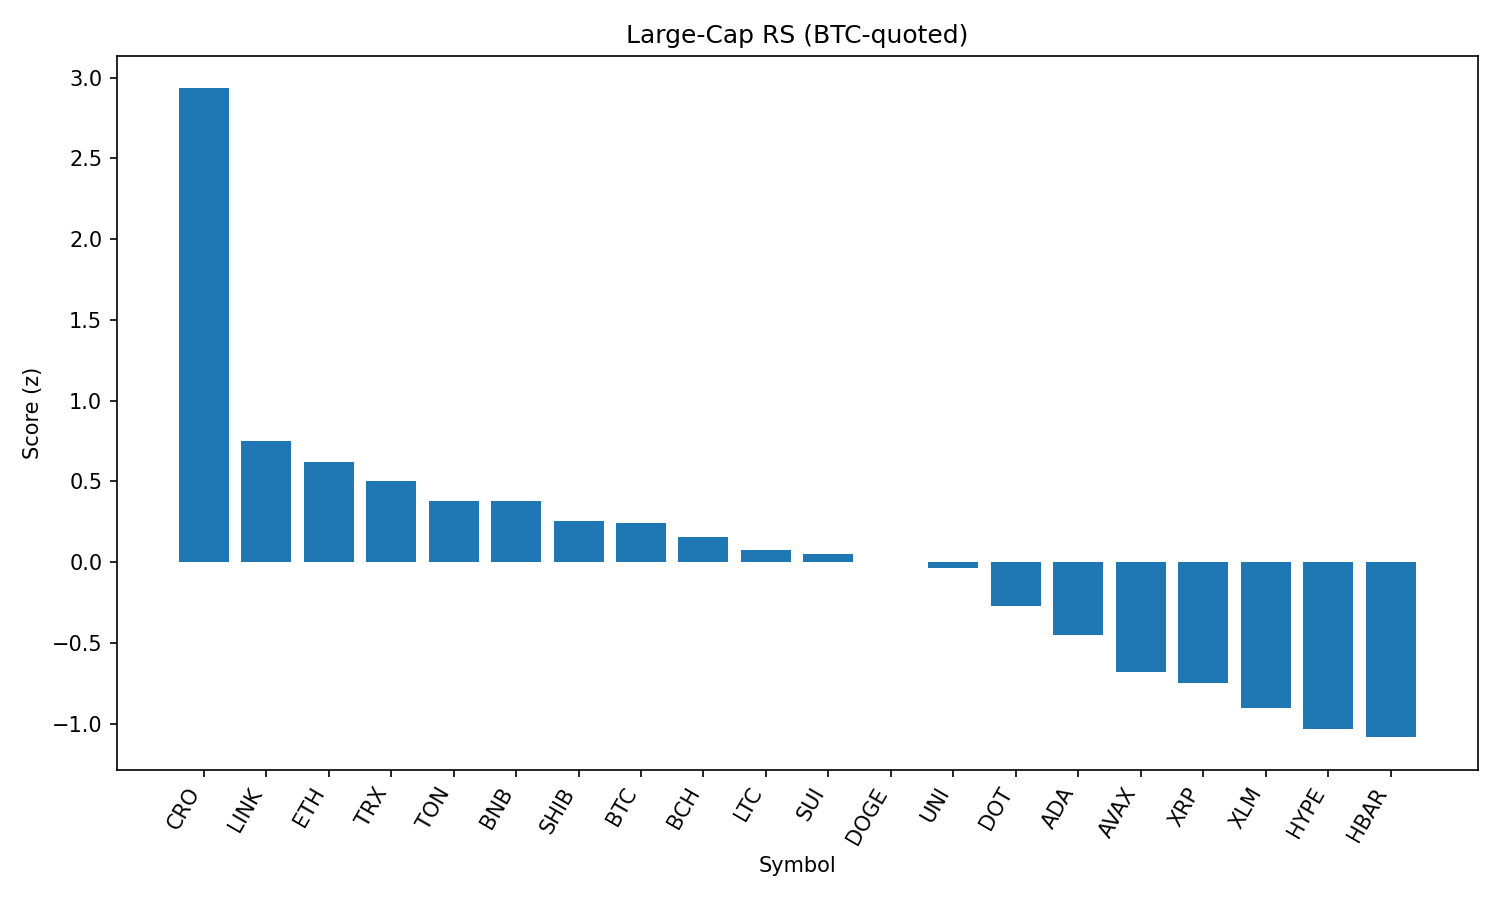 Large-Cap RS (BTC-quoted)
Score (z)
3.0
2.5
2.0
1.5
1.0
0.5
0.0
−0.5
−1.0
CRO
LINK
ETH
TRX
TON
BNB
SHIB
BTC
BCH
LTC
SUI
DOGE
UNI
DOT
ADA
AVAX
XRP
XLM
HYPE
HBAR
Symbol